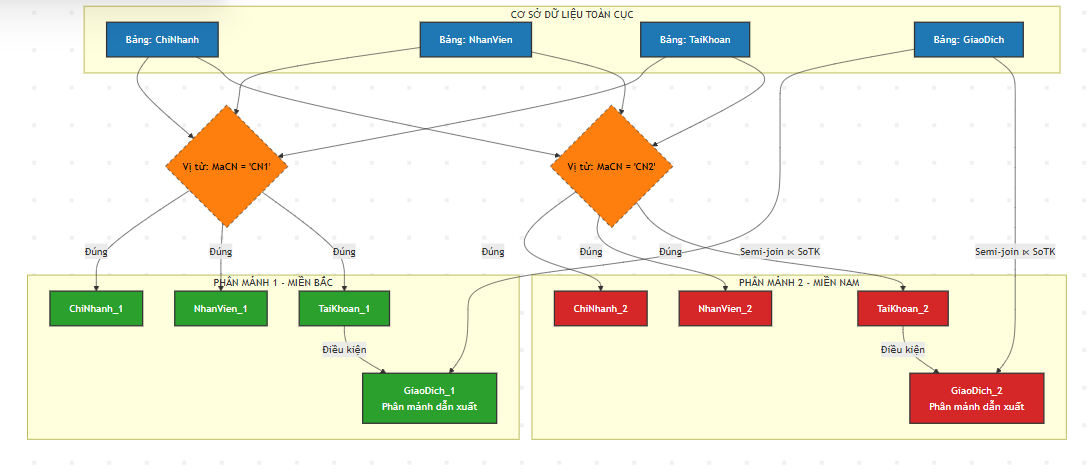 CƠ SỞ DỮ LIỆU TOÀN CỤC
Bảng: ChiNhanh
Bảng: NhanVien
Bảng: TaiKhoan
Bảng: GiaoDich
Vị từ: MaCN = 'CN1'
Vị từ: MaCN = 'CN2'
Đúng
Đúng
Đúng
Đúng
Đúng
Đúng
Semi-join ⋉ SoTK
Semi-join ⋉ SoTK
PHÂN MẢNH 1 - MIỀN BẮC
ChiNhanh_1
NhanVien_1
TaiKhoan_1
Điều kiện
GiaoDich_1
Phân mảnh dẫn xuất
PHÂN MẢNH 2 - MIỀN NAM
ChiNhanh_2
NhanVien_2
TaiKhoan_2
Điều kiện
GiaoDich_2
Phân mảnh dẫn xuất